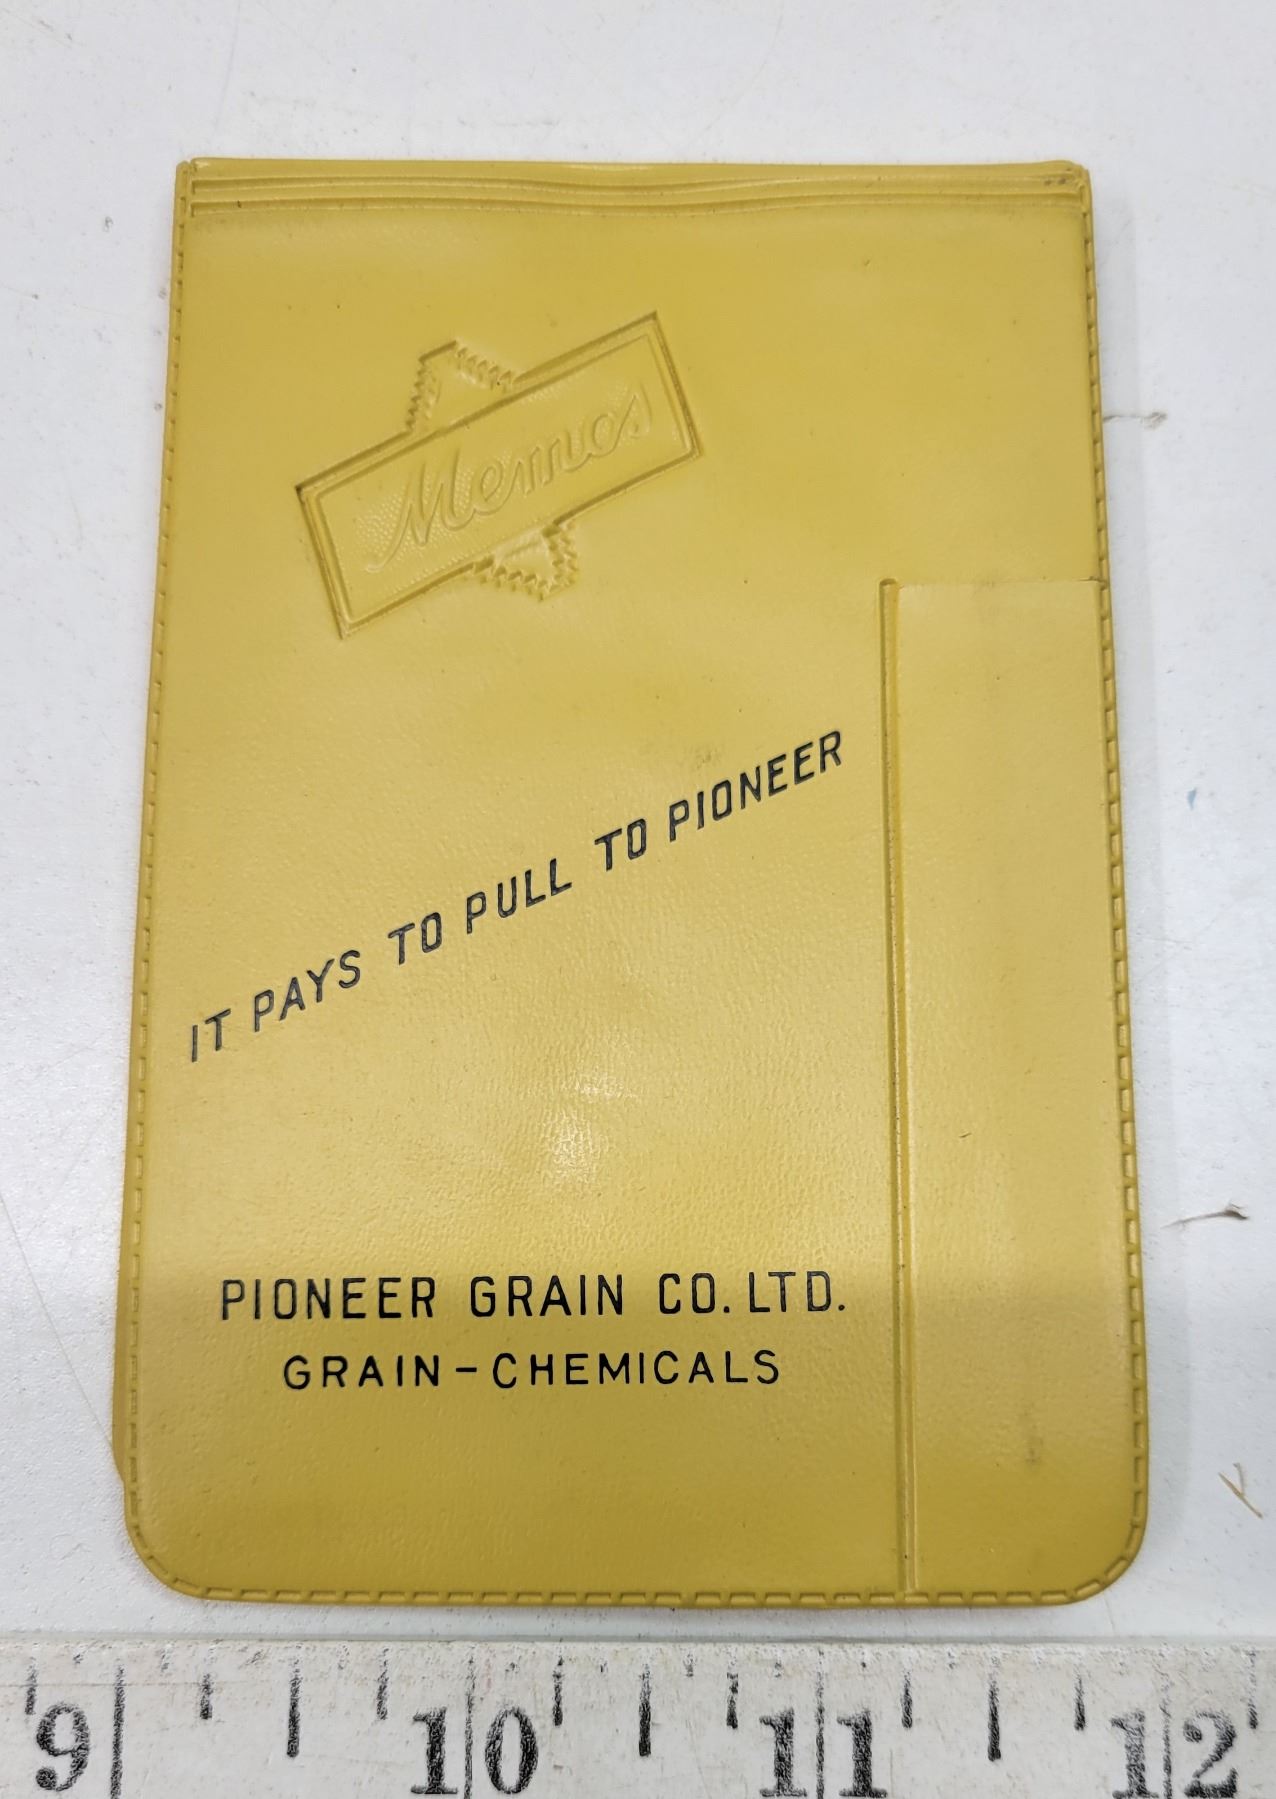 Memos
IT PAYS TO PULL TO PIONEER
PIONEER GRAIN CO. LTD.
GRAIN-CHEMICALS
9 10 11 12